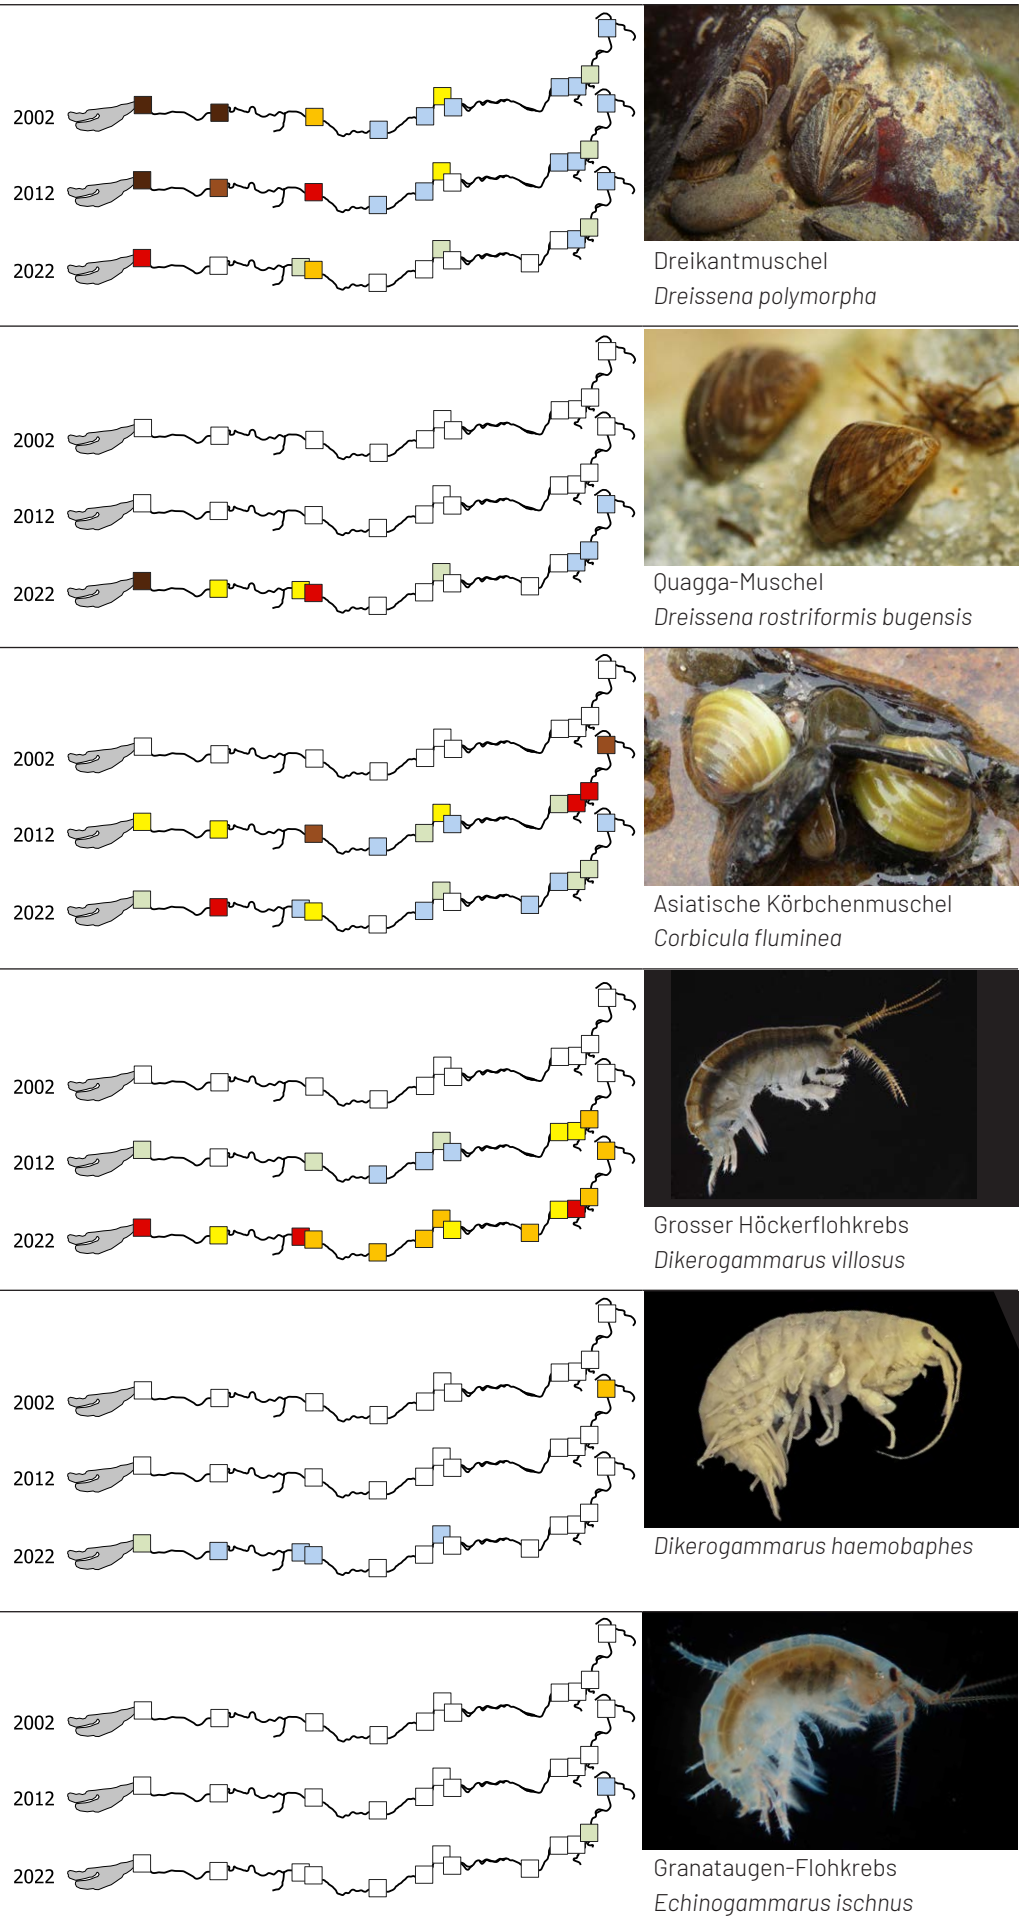 2002
2012
2022
Dreikantmuschel
Dreissena polymorpha
2002
2012
2022
Quagga-Muschel
Dreissena rostriformis bugensis
2002
2012
2022
Asiatische Körbchenmuschel
Corbicula fluminea
2002
2012
2022
Grosser Höckerflohkrebs
Dikerogammarus villosus
2002
2012
2022
Dikerogammarus haemobaphes
2002
2012
2022
Granataugen-Flohkrebs
Echinogammarus ischnus